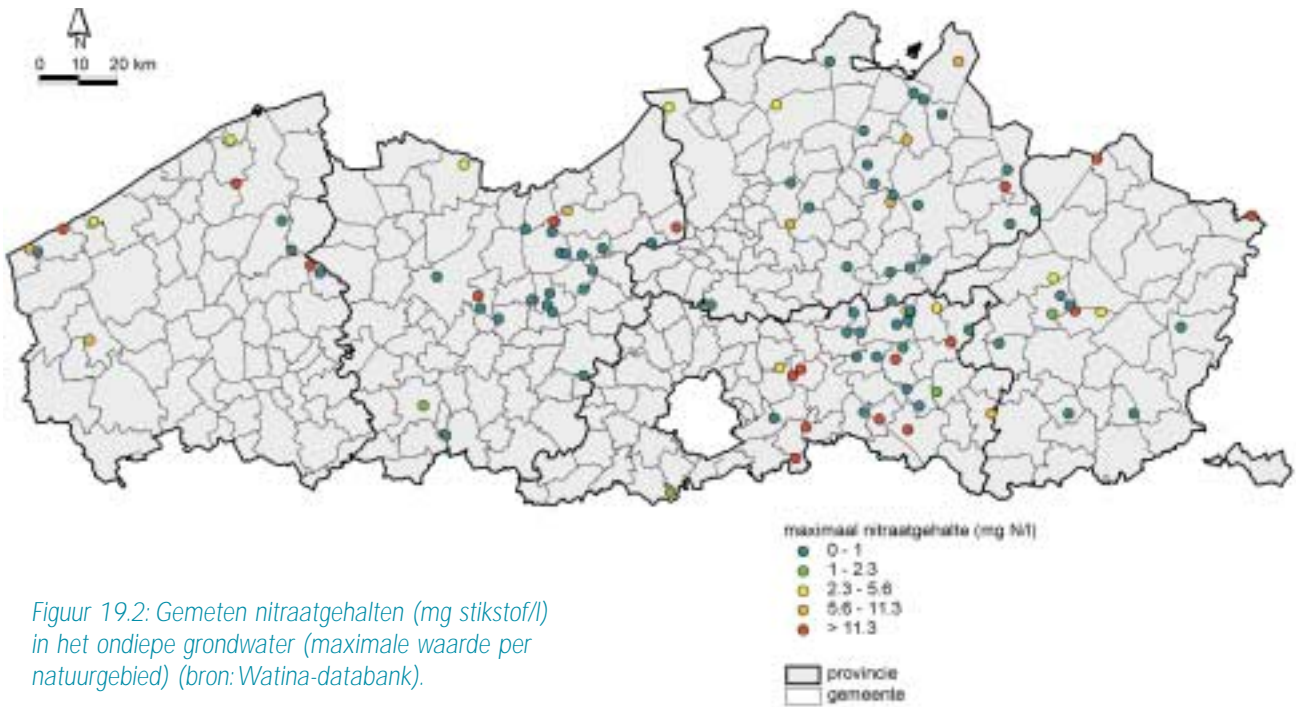 N
0 10 20 km
maximaal nitraatgehalte (mg N/l)
0 - 1
1 - 2.3
2.3 - 5.6
5.6 - 11.3
> 11.3
provincie
gemeente
Figuur 19.2: Gemeten nitraatgehalten (mg stikstof/l)
in het ondiepe grondwater (maximale waarde per
natuurgebied) (bron: Watina-databank).